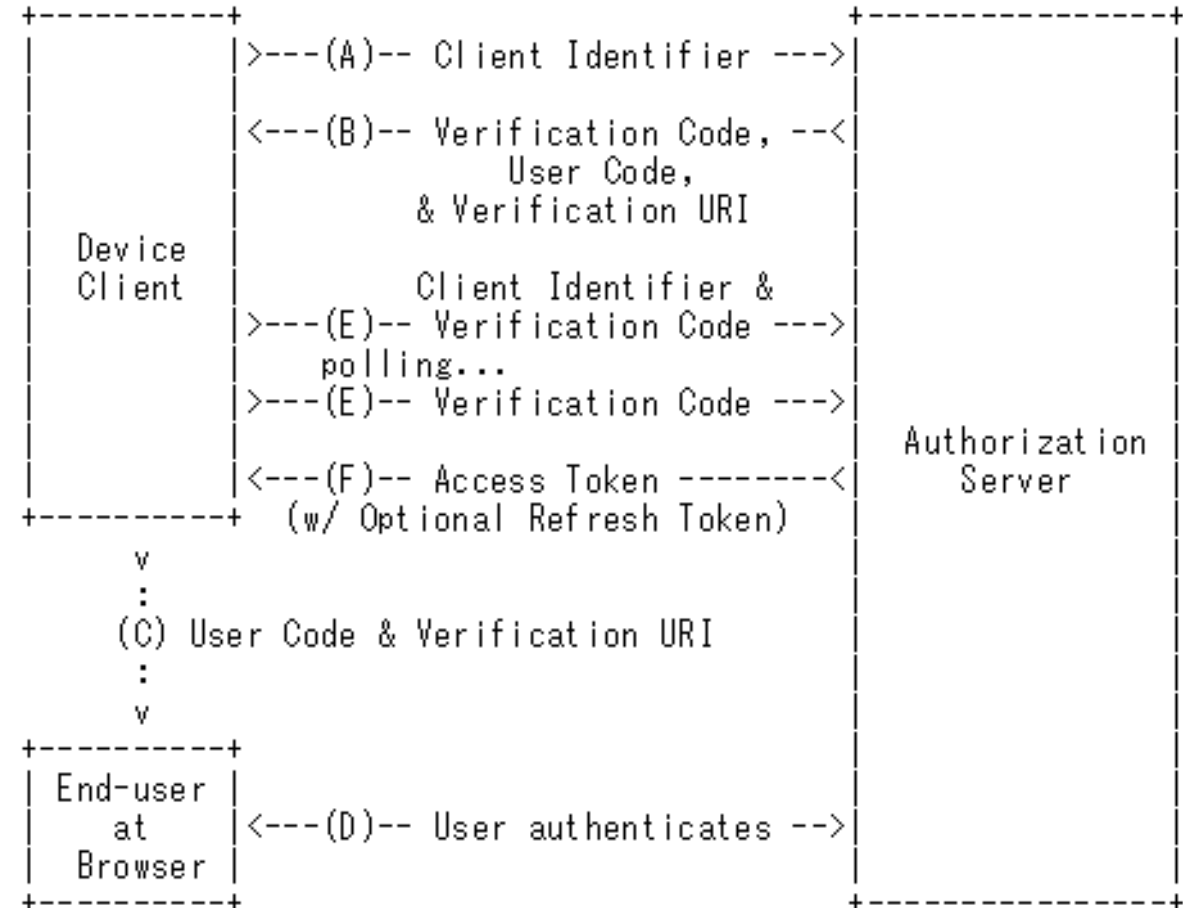 +----------+                                +----------------+
|          |>---(A)-- Client Identifier --->|                |
|          |                                |                |
|          |<---(B)-- Verification Code, --<|                |
|          |              User Code,        |                |
|          |         & Verification URI     |                |
|  Device  |                                |                |
|  Client  |         Client Identifier &    |                |
|          |>---(E)-- Verification Code --->|                |
|          |    polling...                  |                |
|          |>---(E)-- Verification Code --->|                |
|          |                                |  Authorization |
|          |<---(F)-- Access Token --------<|     Server     |
+----------+  (w/ Optional Refresh Token)   |                |
      v                                     |                |
      :                                     |                |
     (C) User Code & Verification URI       |                |
      :                                     |                |
      v                                     |                |
+----------+                                |                |
| End-user |                                |                |
|    at    |<---(D)-- User authenticates -->|                |
|  Browser |                                |                |
+----------+                                +----------------+